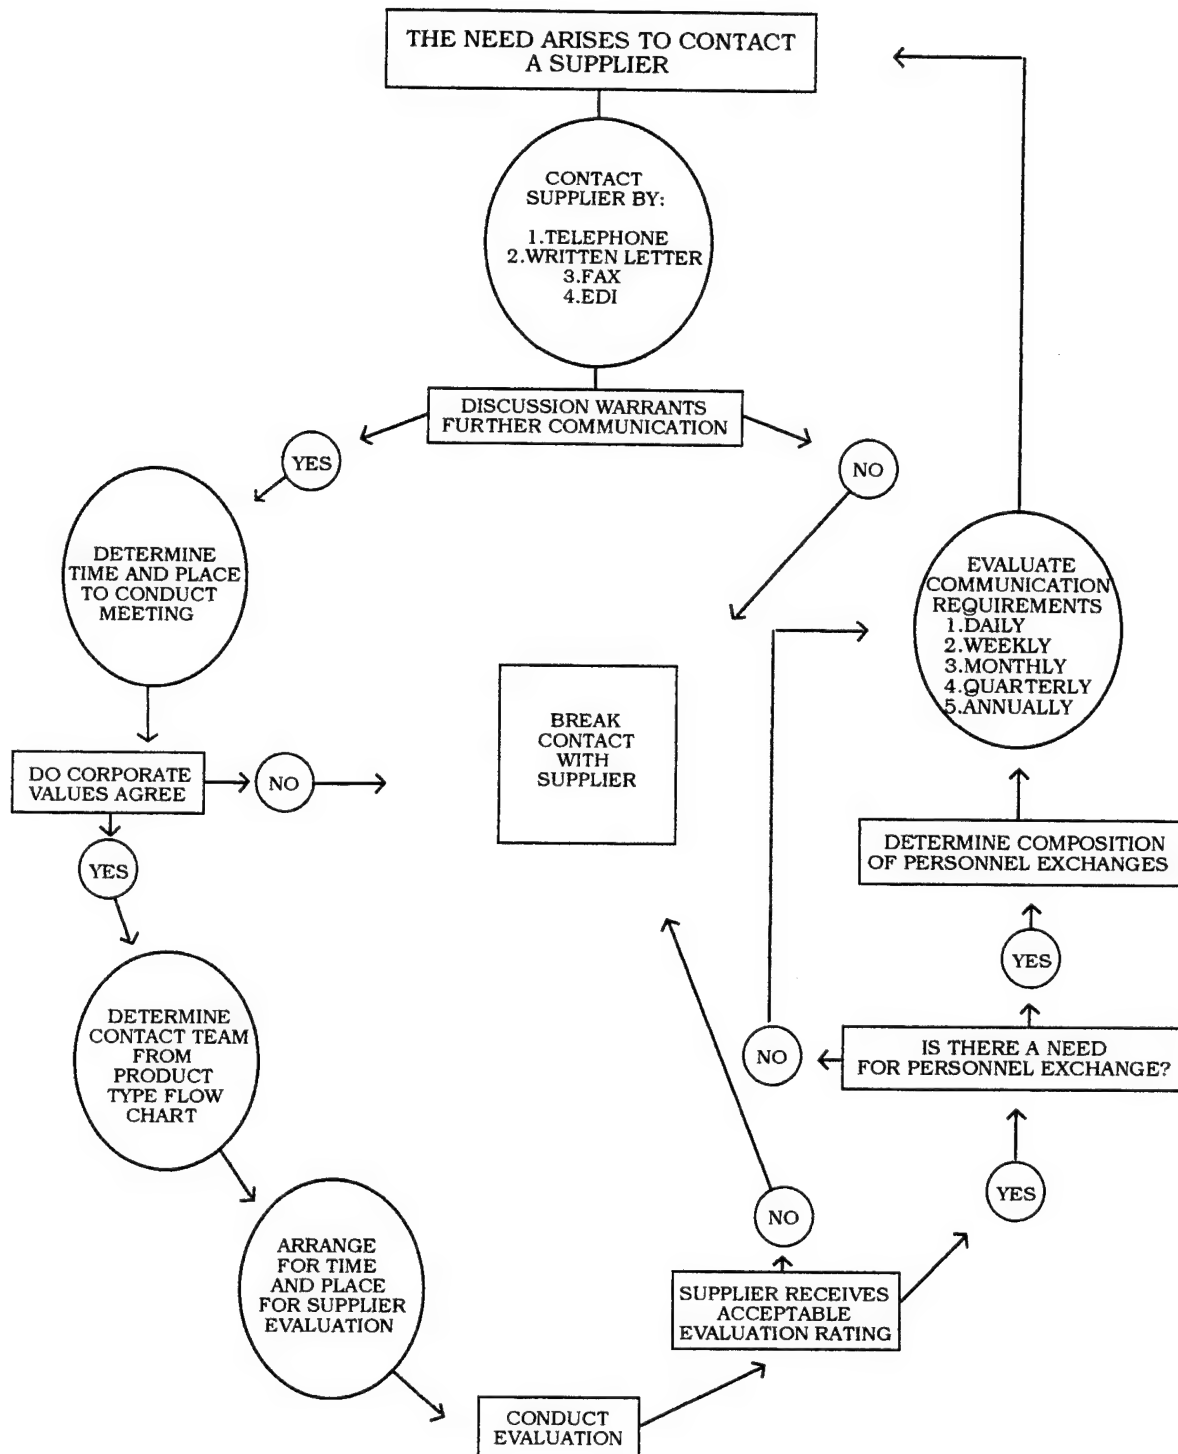 THE NEED ARISES TO CONTACT
A SUPPLIER
CONTACT
SUPPLIER BY:
1.TELEPHONE
2.WRITTEN LETTER
3.FAX
4.EDI
DISCUSSION WARRANTS
FURTHER COMMUNICATION
YES
NO
DETERMINE
TIME AND PLACE
TO CONDUCT
MEETING
EVALUATE
COMMUNICATION
REQUIREMENTS
1.DAILY
2.WEEKLY
3.MONTHLY
4.QUARTERLY
5.ANNUALLY
BREAK
CONTACT
WITH
SUPPLIER
DO CORPORATE
VALUES AGREE
NO
YES
DETERMINE COMPOSITION
OF PERSONNEL EXCHANGES
YES
DETERMINE
CONTACT TEAM
FROM
PRODUCT
TYPE FLOW
CHART
NO
IS THERE A NEED
FOR PERSONNEL EXCHANGE?
YES
NO
ARRANGE
FOR TIME
AND PLACE
FOR SUPPLIER
EVALUATION
SUPPLIER RECEIVES
ACCEPTABLE
EVALUATION RATING
CONDUCT
EVALUATION